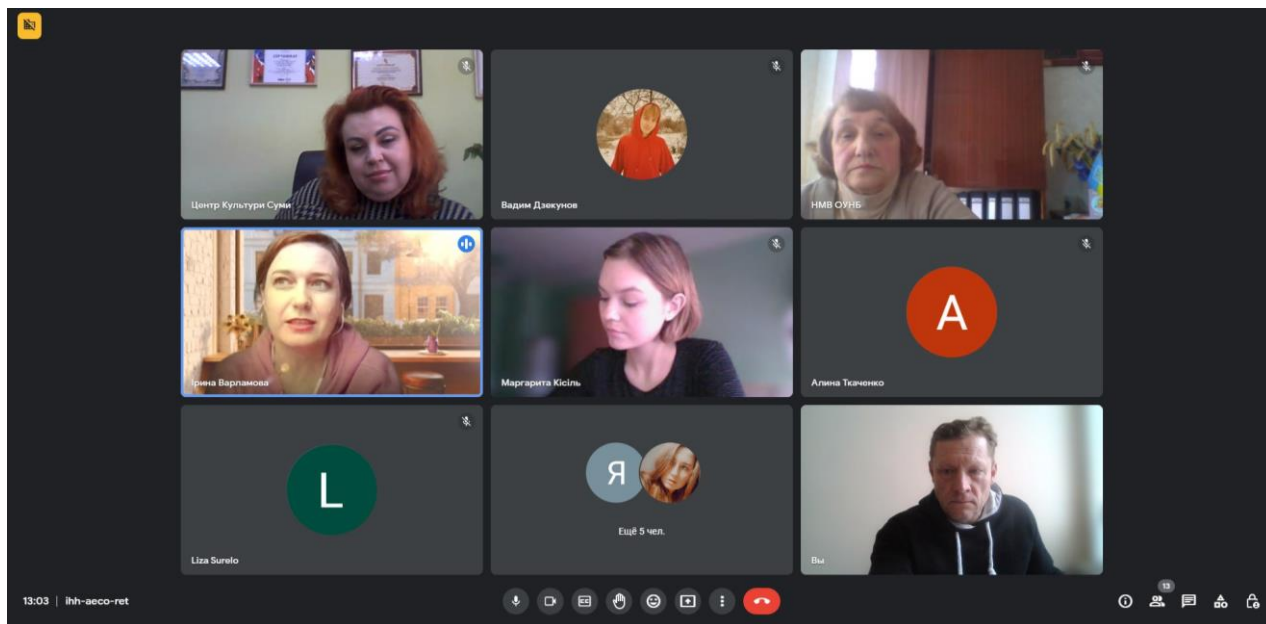 Центр Культури Суми
Вадим Дзекунов
НМВ ОУНБ
Ірина Варламова
Маргарита Кісіль
А
Алина Ткаченко
L
Liza Surelo
Я
Ещё 5 чел.
Вы
13:03 | ihh-aeco-ret
CC
13